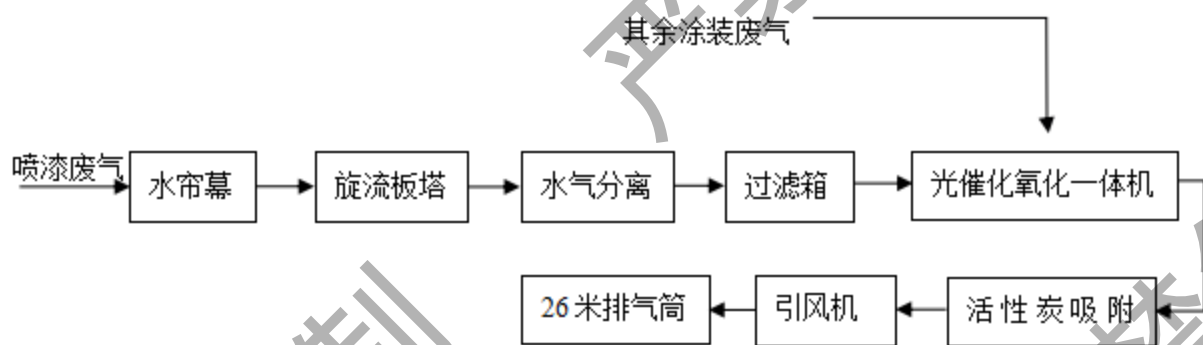 其余涂装废气
喷漆废气
水帘幕
旋流板塔
水气分离
过滤箱
光催化氧化一体机
26米排气筒
引风机
活性炭吸附